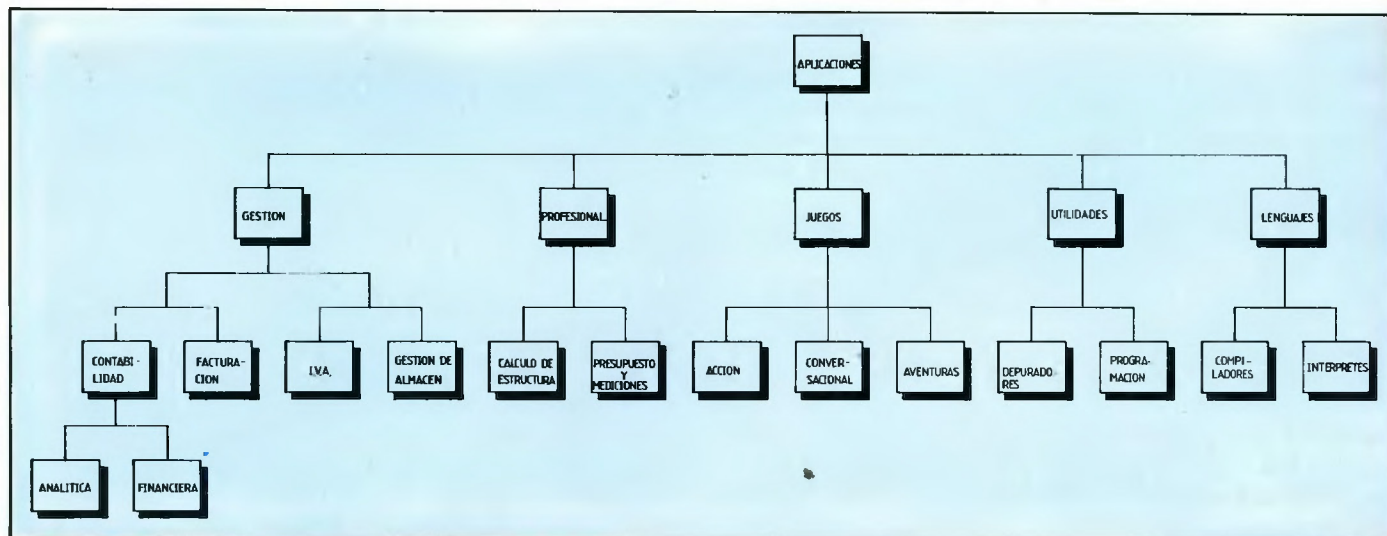 APLICACIONES
GESTION
PROFESIONAL
JUEGOS
UTILIDADES
LENGUAJES
CONTABI-
LIDAD
FACTURA-
CION
I.V.A.
GESTION DE
ALMACEN
CALCULO DE
ESTRUCTURA
PRESUPUESTO
Y
MEDICIONES
ACCION
CONVER-
SACIONAL
AVENTURAS
DEPURADO
RES
PROGRA-
MACION
COMPI-
LADORES
INTERPRETES
ANALITICA
FINANCIERA